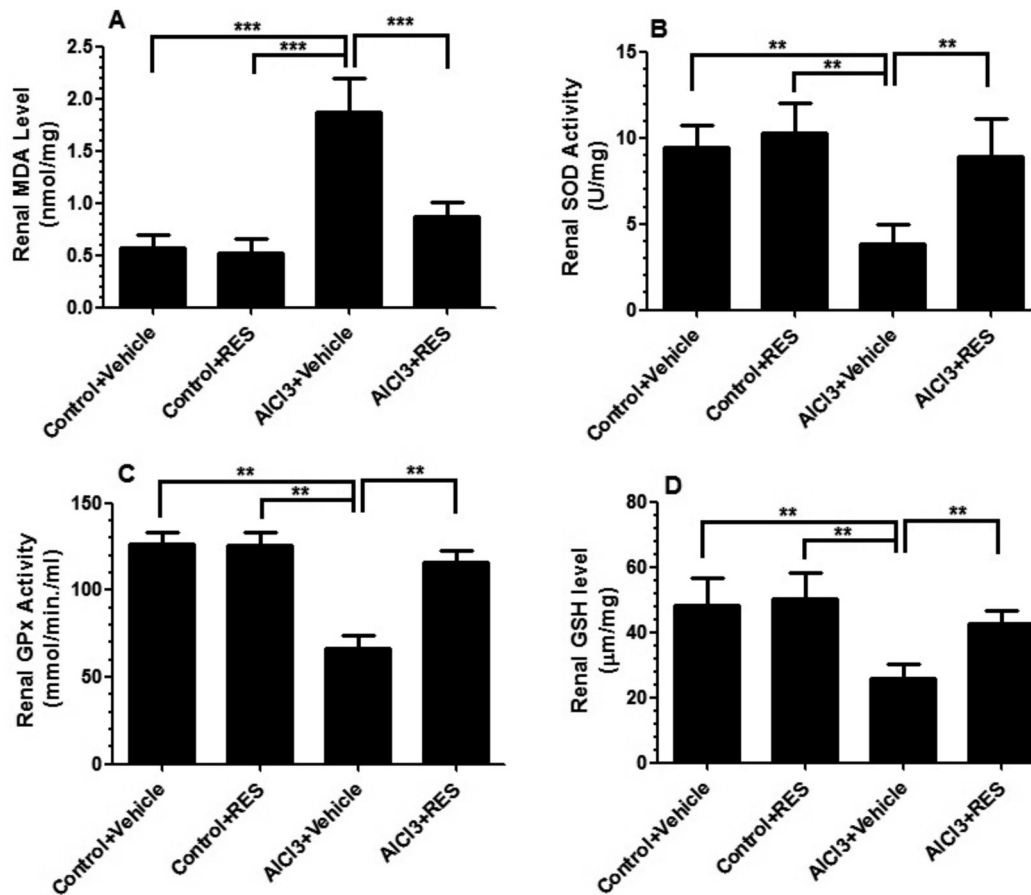 A
***
***
***
Renal MDA Level
(nmol/mg)
2.5
2.0
1.5
1.0
0.5
0.0
Control+Vehicle
Control+RES
AlCl3+Vehicle
AlCl3+RES
B
**
**
**
Renal SOD Activity
(U/mg)
15
10
5
0
Control+Vehicle
Control+RES
AlCl3+Vehicle
AlCl3+RES
C
**
**
**
Renal GPx Activity
(mmol/min./ml)
150
100
50
0
Control+Vehicle
Control+RES
AlCl3+Vehicle
AlCl3+RES
D
**
**
**
Renal GSH level
(µm/mg)
80
60
40
20
0
Control+Vehicle
Control+RES
AlCl3+Vehicle
AlCl3+RES